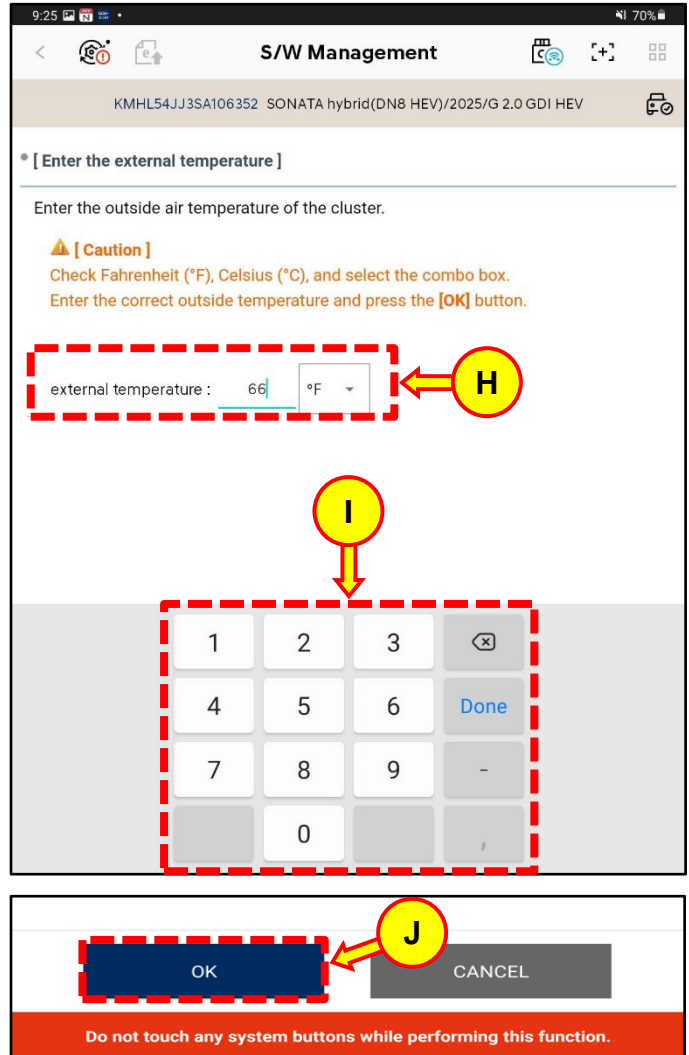 9:25 70%
S/W Management
KMHL54JJ3SA106352 SONATA hybrid(DN8 HEV)/2025/G 2.0 GDI HEV
[ Enter the external temperature ]
Enter the outside air temperature of the cluster.
[ Caution ]
Check Fahrenheit (°F), Celsius (°C), and select the combo box.
Enter the correct outside temperature and press the [OK] button.
external temperature : 66 °F
H
I
1 2 3
4 5 6 Done
7 8 9 -
0 ,
J
OK CANCEL
Do not touch any system buttons while performing this function.